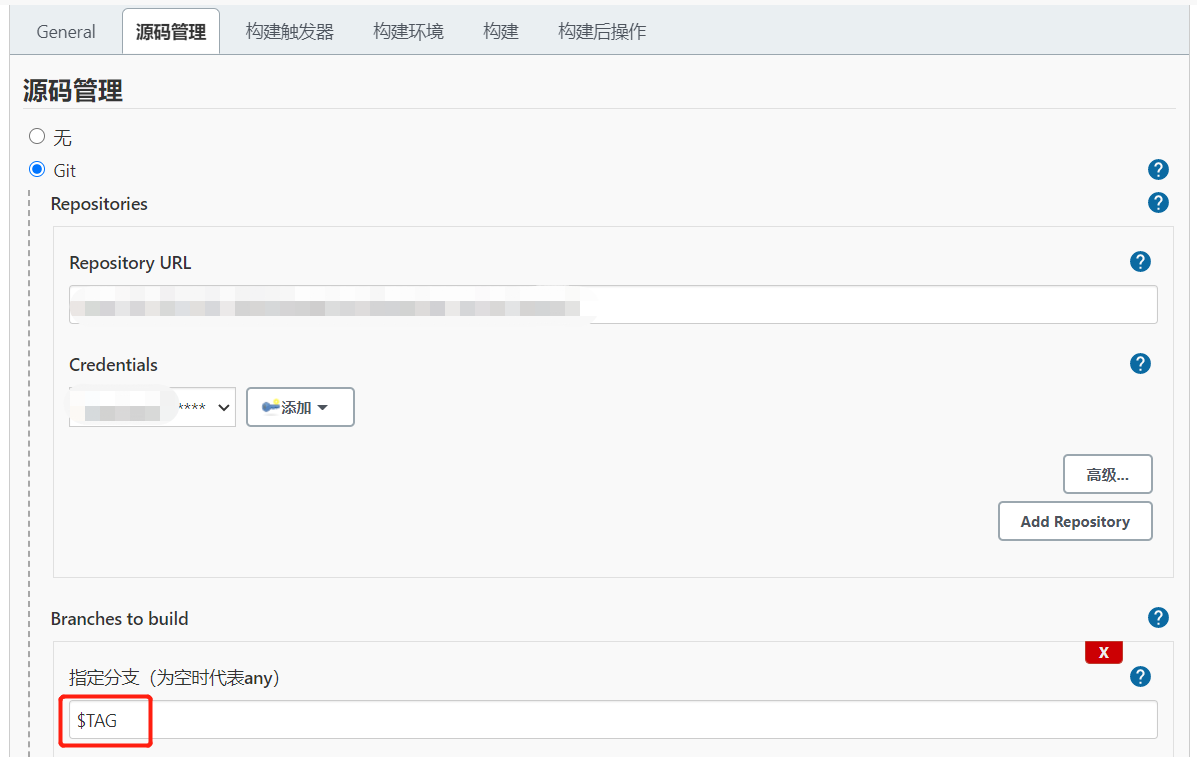 General 源码管理 构建触发器 构建环境 构建 构建后操作
源码管理
无
Git
?
Repositories
?
Repository URL
?
Credentials
?
**** 添加
高级...
Add Repository
Branches to build
?
X
指定分支（为空时代表any）
?
$TAG